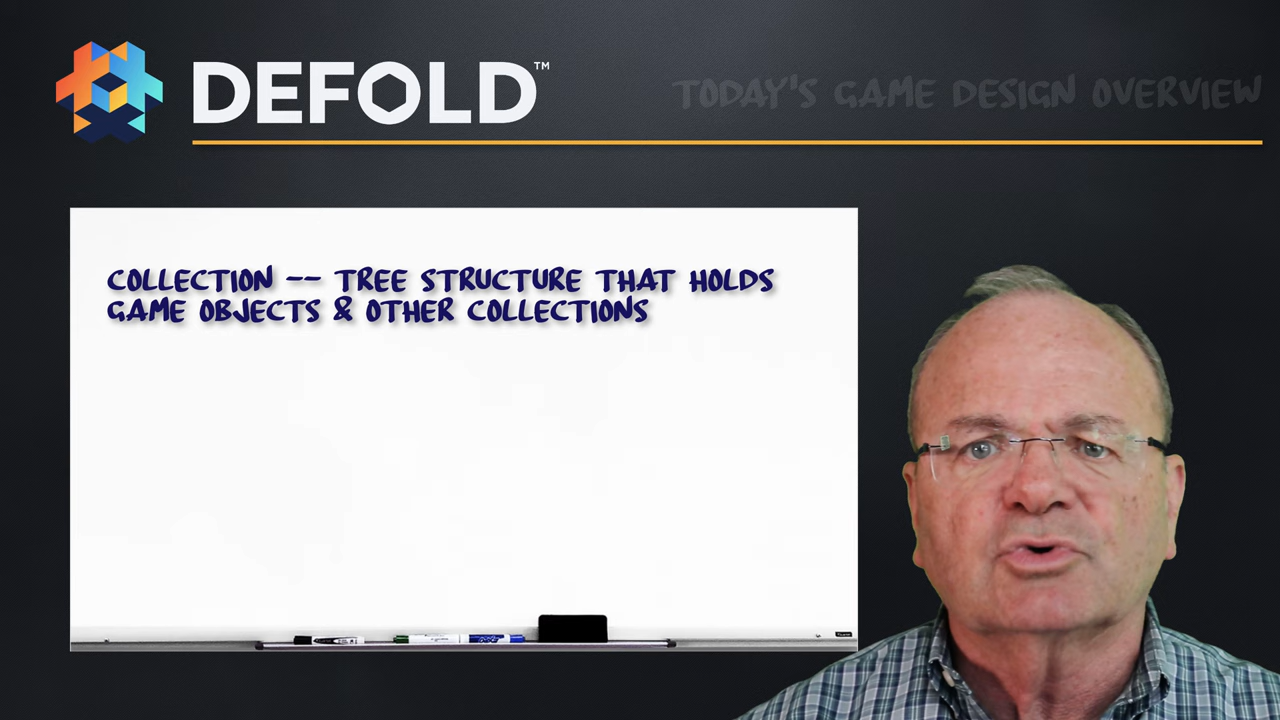 DEFOLD™
TODAY'S GAME DESIGN OVERVIEW
COLLECTION -- TREE STRUCTURE THAT HOLDS
GAME OBJECTS & OTHER COLLECTIONS